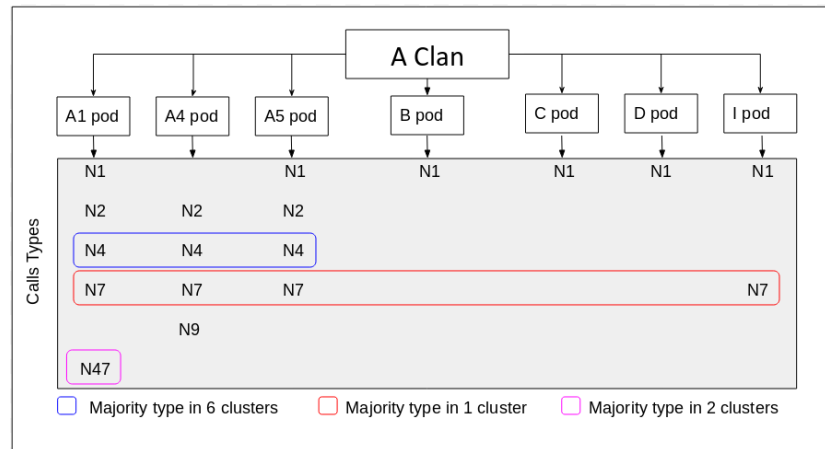 A Clan
A1 pod A4 pod A5 pod B pod C pod D pod I pod
N1 N1 N1 N1 N1 N1
N2 N2 N2
N4 N4 N4
N7 N7 N7 N7
N9
N47
Calls Types
Majority type in 6 clusters Majority type in 1 cluster Majority type in 2 clusters